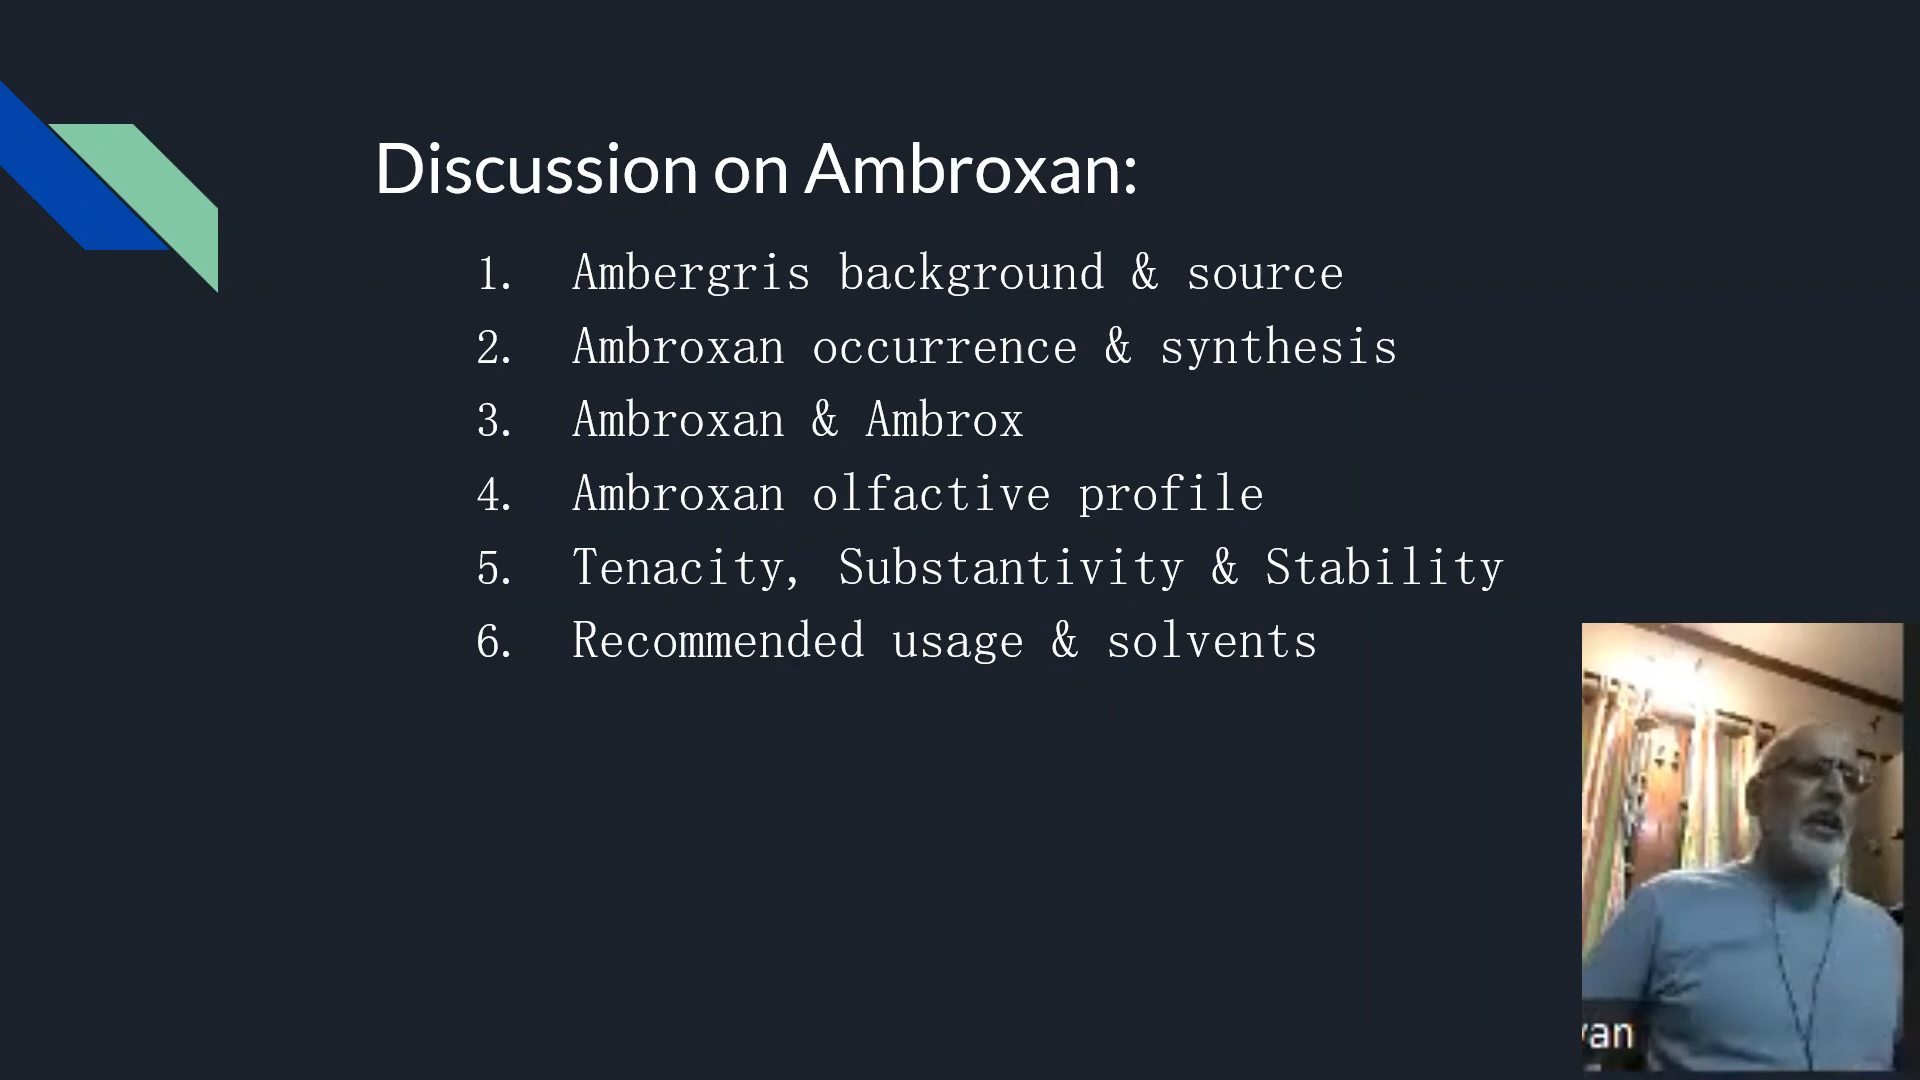 Discussion on Ambroxan:
1. Ambergris background & source
2. Ambroxan occurrence & synthesis
3. Ambroxan & Ambrox
4. Ambroxan olfactive profile
5. Tenacity, Substantivity & Stability
6. Recommended usage & solvents